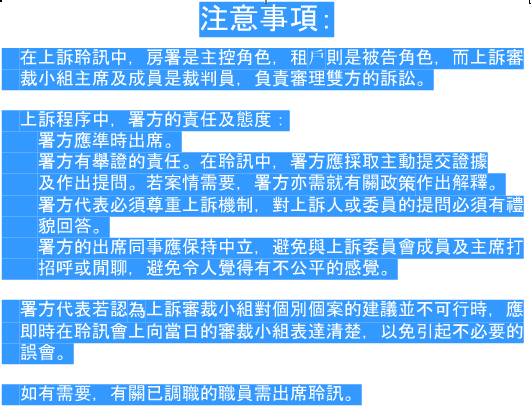 注意事項:
在上訴聆訊中，房署是主控角色，租戶則是被告角色，而上訴審
裁小組主席及成員是裁判員，負責審理雙方的訴訟。
上訴程序中，署方的責任及態度：
署方應準時出席。
署方有舉證的責任。在聆訊中，署方應採取主動提交證據
及作出提問。若案情需要，署方亦需就有關政策作出解釋。
署方代表必須尊重上訴機制，對上訴人或委員的提問必須有禮
貌回答。
署方的出席同事應保持中立，避免與上訴委員會成員及主席打
招呼或閒聊，避免令人覺得有不公平的感覺。
署方代表若認為上訴審裁小組對個別個案的建議並不可行時，應
即時在聆訊會上向當日的審裁小組表達清楚，以免引起不必要的
誤會。
如有需要，有關已調職的職員需出席聆訊。